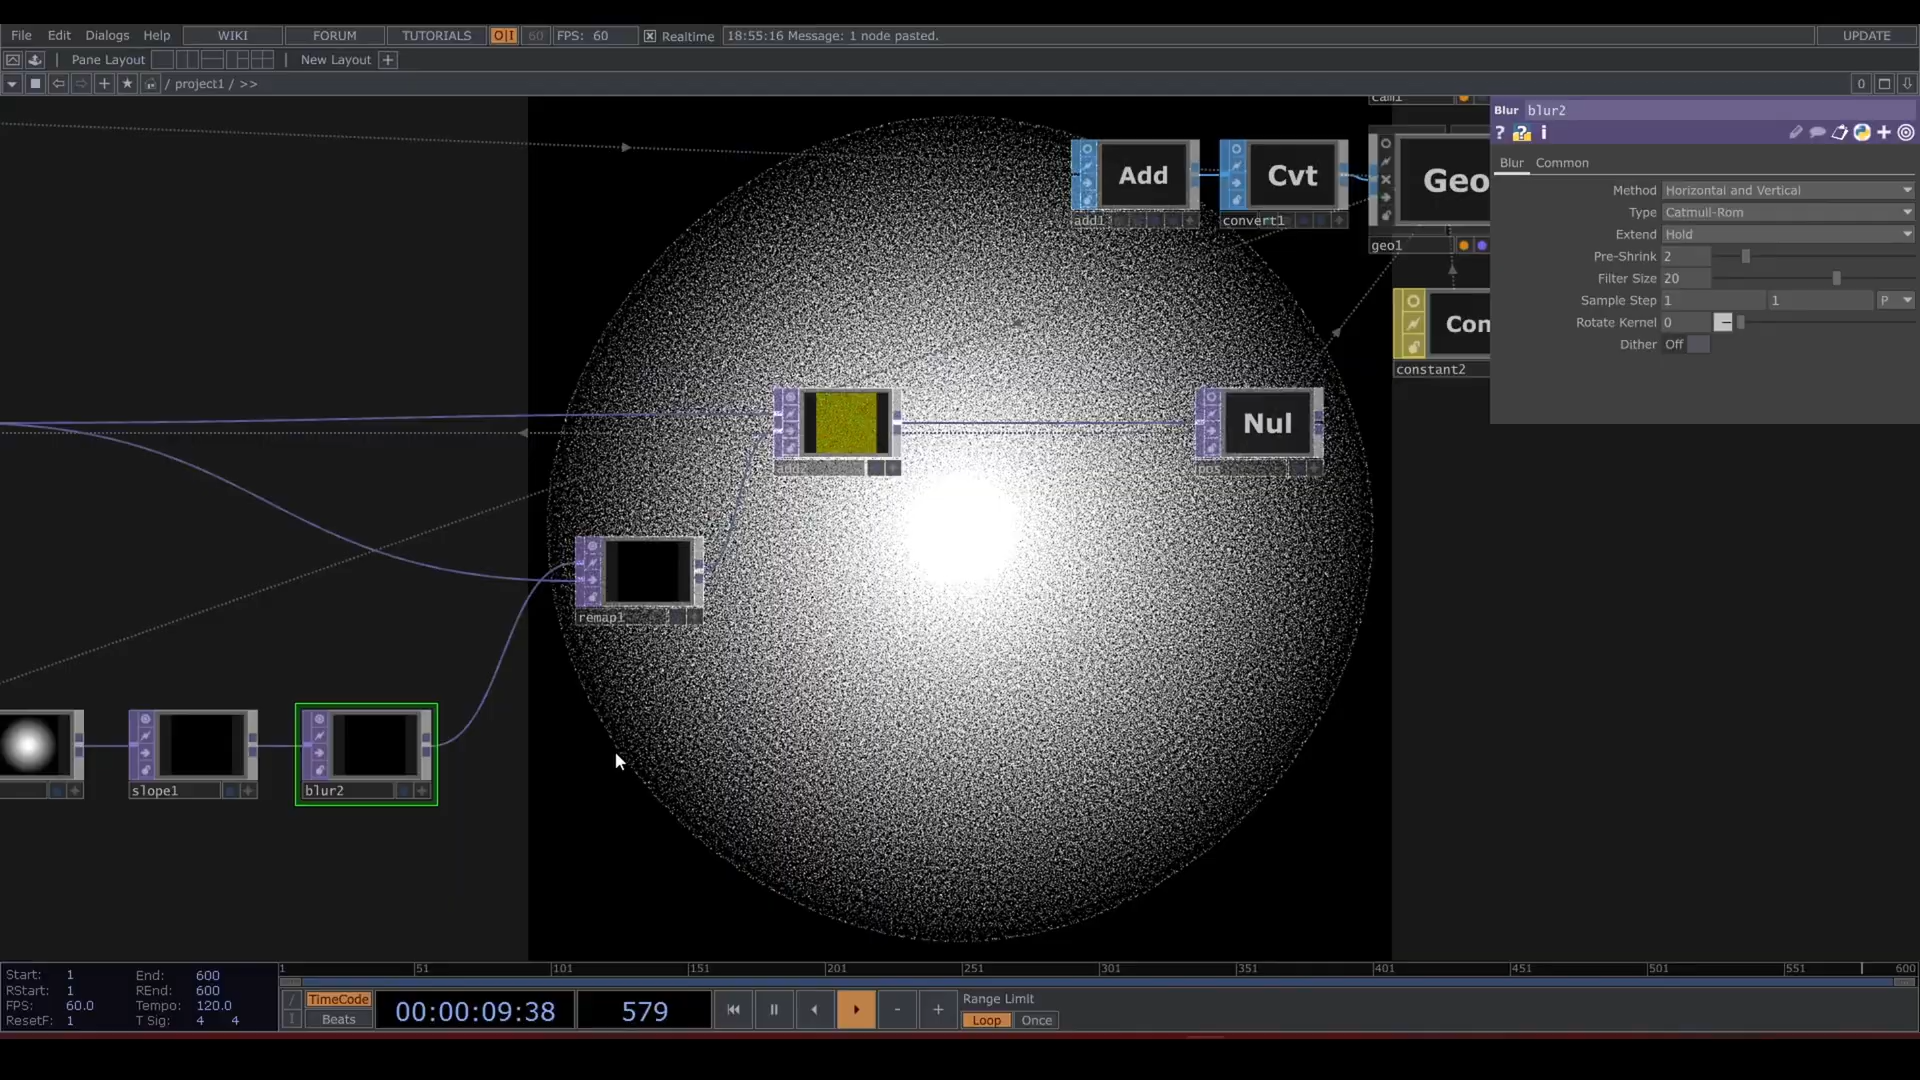 File Edit Dialogs Help WIKI FORUM TUTORIALS O|I 60 FPS: 60 Realtime 18:55:16 Message: 1 node pasted. UPDATE
Pane Layout New Layout +
/ project1 / >> 0
cam1
Blur blur2
? ? i
Blur Common
Method Horizontal and Vertical
Type Catmull-Rom
Extend Hold
Pre-Shrink 2
Filter Size 20
Sample Step 1 1 P
Rotate Kernel 0
Dither Off
Add
Cvt
Geo
add1
convert1
geo1
Con
constant2
Nul
pos
remap1
slope1
blur2
1 51 101 151 201 251 301 351 401 451 501 551 600
Start: 1 End: 600
RStart: 1 REnd: 600
FPS: 60.0 Tempo: 120.0
ResetF: 1 T Sig: 4 4
TimeCode
Beats
00:00:09:38
579
Range Limit
Loop Once